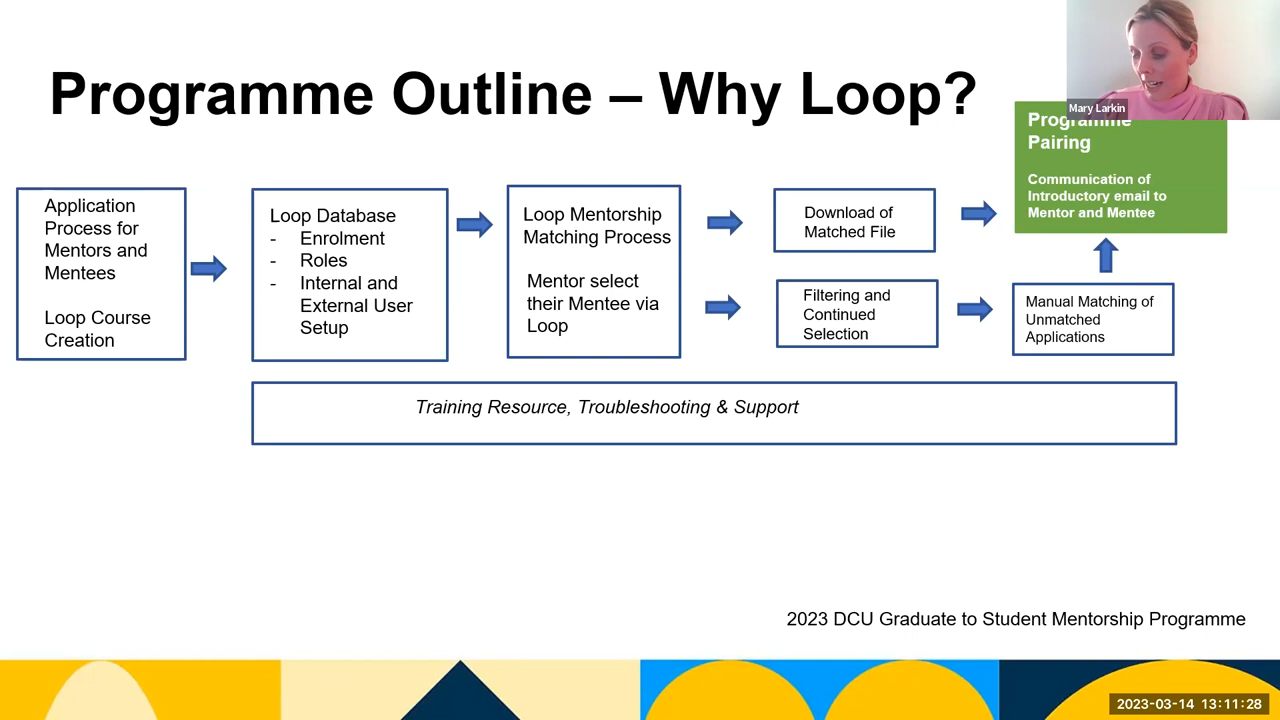 Programme Outline – Why Loop?
Mary Larkin
Programme
Pairing
Communication of
Introductory email to
Mentor and Mentee
Application
Process for
Mentors and
Mentees
Loop Course
Creation
Loop Database
- Enrolment
- Roles
- Internal and
External User
Setup
Loop Mentorship
Matching Process
Mentor select
their Mentee via
Loop
Download of
Matched File
Filtering and
Continued
Selection
Manual Matching of
Unmatched
Applications
Training Resource, Troubleshooting & Support
2023 DCU Graduate to Student Mentorship Programme
2023-03-14 13:11:28